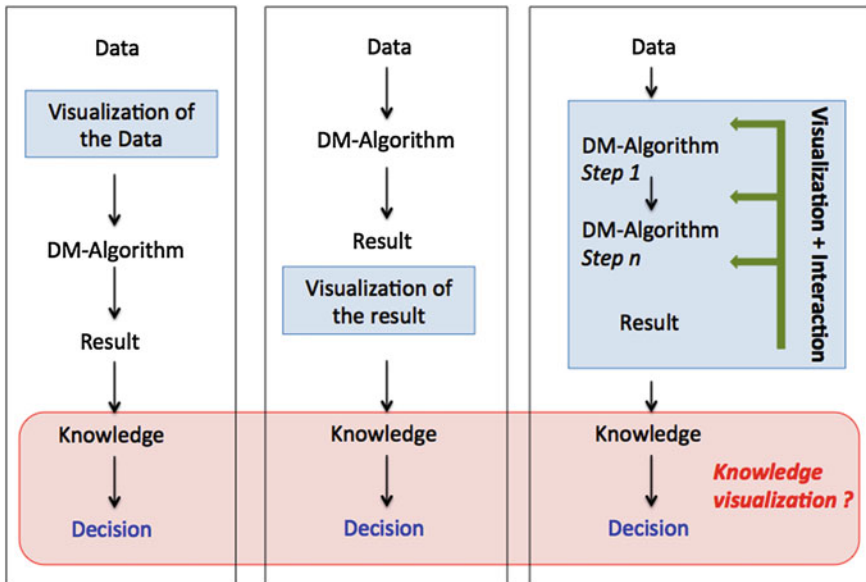 Data
Visualization of
the Data
DM-Algorithm
Result
Knowledge
Decision
Data
DM-Algorithm
Result
Visualization of
the result
Knowledge
Decision
Data
DM-Algorithm
Step 1
DM-Algorithm
Step n
Result
Visualization + Interaction
Knowledge
Decision
Knowledge
visualization ?